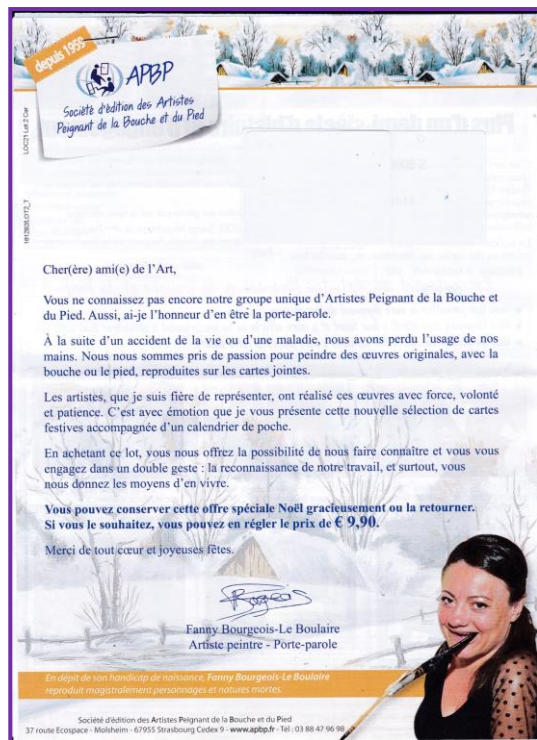 depuis 1955
APBP
Société d'édition des Artistes
Peignant de la Bouche et du Pied
Cher(ère) ami(e) de l'Art,
Vous ne connaissez pas encore notre groupe unique d'Artistes Peignant de la Bouche et
du Pied. Aussi, ai-je l'honneur d'en être la porte-parole.
À la suite d'un accident de la vie ou d'une maladie, nous avons perdu l'usage de nos
mains. Nous nous sommes pris de passion pour peindre des œuvres originales, avec la
bouche ou le pied, reproduites sur les cartes jointes.
Les artistes, que je suis fière de représenter, ont réalisé ces œuvres avec force, volonté
et patience. C'est avec émotion que je vous présente cette nouvelle sélection de cartes
festives accompagnée d'un calendrier de poche.
En achetant ce lot, vous nous offrez la possibilité de nous faire connaître et vous vous
engagez dans un double geste : la reconnaissance de notre travail, et surtout, vous
nous donnez les moyens d'en vivre.
Vous pouvez conserver cette offre spéciale Noël gracieusement ou la retourner.
Si vous le souhaitez, vous pouvez en régler le prix de € 9,90.
Merci de tout cœur et joyeuses fêtes.
Fanny Bourgeois-Le Boulaire
Artiste peintre - Porte-parole
En dépit de son handicap de naissance, Fanny Bourgeois-Le Boulaire
reproduit magistralement personnages et natures mortes.
Société d'édition des Artistes Peignant de la Bouche et du Pied
37 route Ecospace - Molsheim - 67955 Strasbourg Cedex 9 - www.apbp.fr - Tél : 03 88 47 96 98